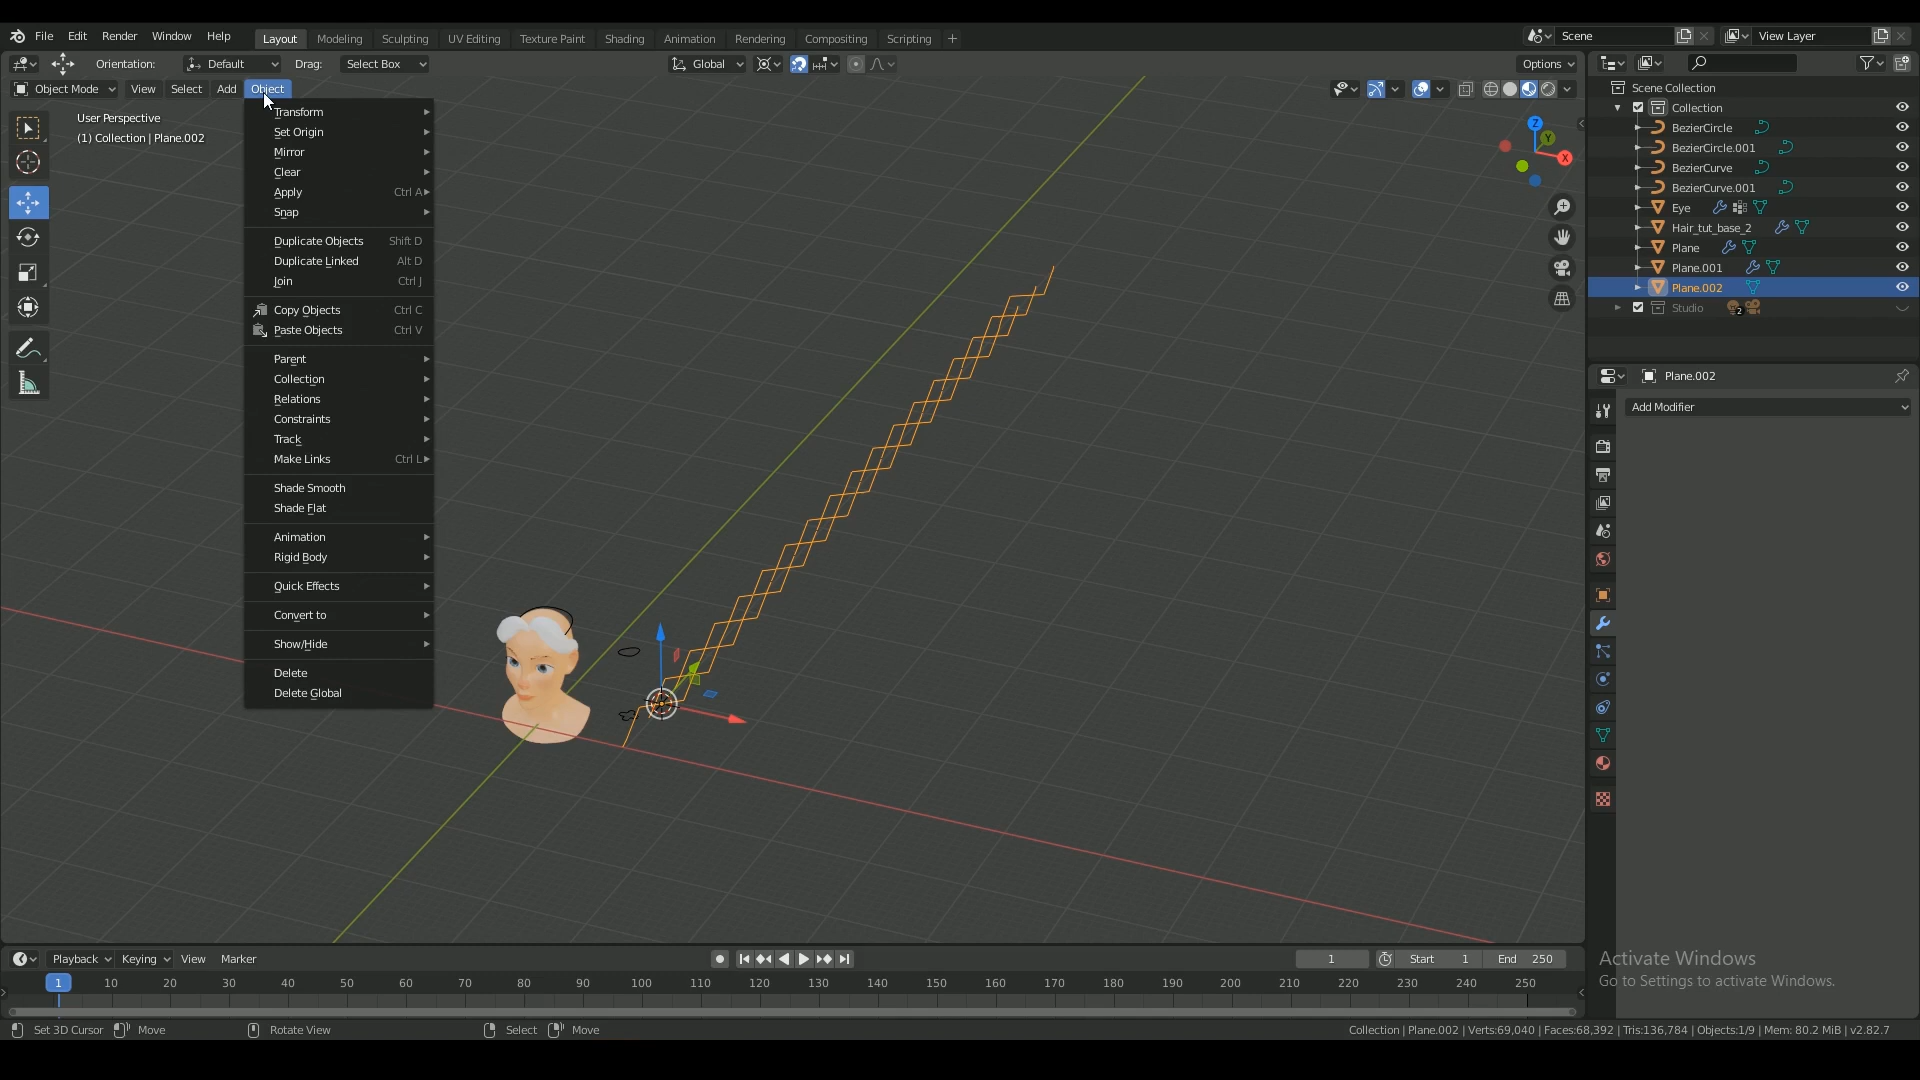 File Edit Render Window Help Layout Modeling Sculpting UV Editing Texture Paint Shading Animation Rendering Compositing Scripting + Scene View Layer
Orientation: Default Drag: Select Box Global Options
Object Mode View Select Add Object
User Perspective
(1) Collection | Plane.002
Transform
Set Origin
Mirror
Clear
Apply Ctrl A
Snap
Duplicate Objects Shift D
Duplicate Linked Alt D
Join Ctrl J
Copy Objects Ctrl C
Paste Objects Ctrl V
Parent
Collection
Relations
Constraints
Track
Make Links Ctrl L
Shade Smooth
Shade Flat
Animation
Rigid Body
Quick Effects
Convert to
Show/Hide
Delete
Delete Global
Z
Y
X
Scene Collection
Collection
BezierCircle
BezierCircle.001
BezierCurve
BezierCurve.001
Eye
Hair_tut_base_2
Plane
Plane.001
Plane.002
Studio 2
Plane.002
Add Modifier
Activate Windows
Go to Settings to activate Windows.
Playback Keying View Marker 1 Start 1 End 250
1 10 20 30 40 50 60 70 80 90 100 110 120 130 140 150 160 170 180 190 200 210 220 230 240 250
Set 3D Cursor Move Rotate View Select Move Collection | Plane.002 | Verts:69,040 | Faces:68,392 | Tris:136,784 | Objects:1/9 | Mem: 80.2 MiB | v2.82.7